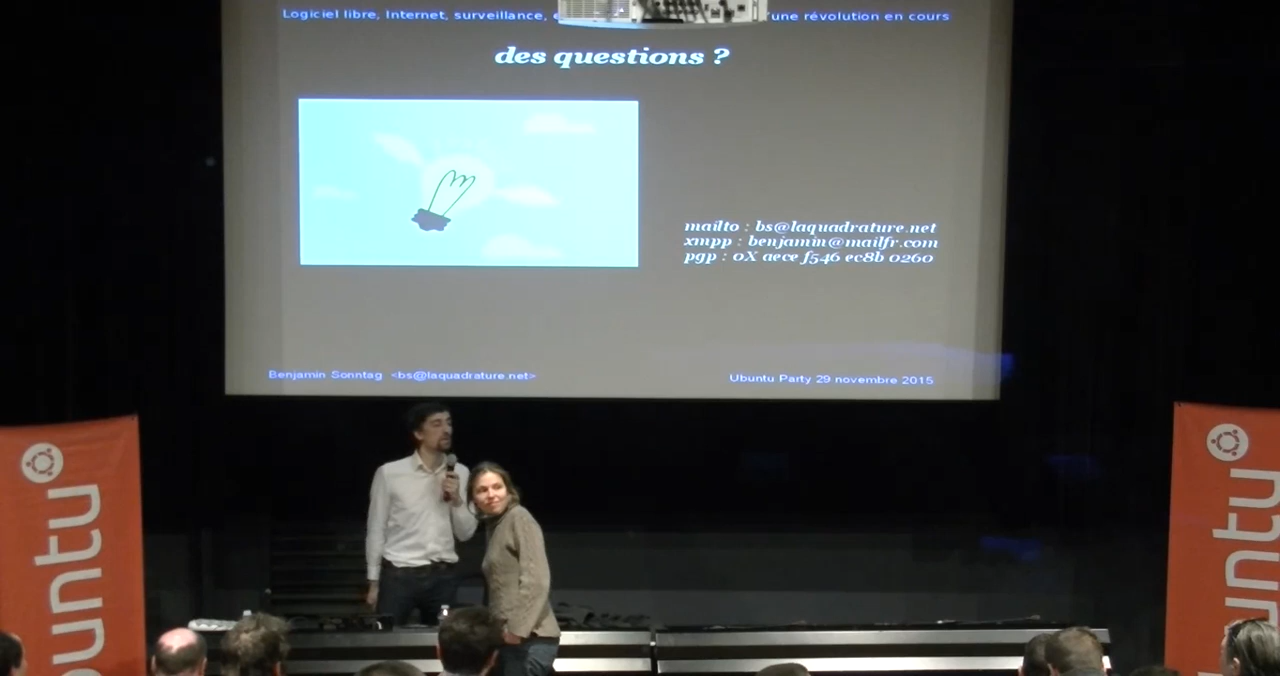 Logiciel libre, Internet, surveillance, une révolution en cours
des questions ?
mailto : bs@laquadrature.net
xmpp : benjamin@mailfr.com
pgp : 0X aece f546 ec8b 0260
Benjamin Sonntag <bs@laquadrature.net>
Ubuntu Party 29 novembre 2015
ubuntu
ubuntu